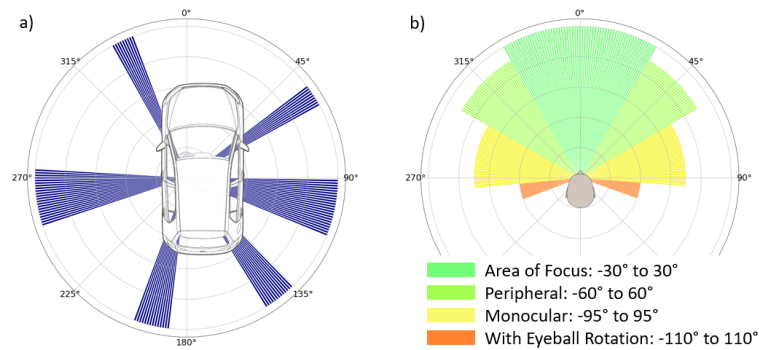 a)
0°
45°
90°
135°
180°
225°
270°
315°
b)
0°
45°
90°
270°
315°
Area of Focus: -30° to 30°
Peripheral: -60° to 60°
Monocular: -95° to 95°
With Eyeball Rotation: -110° to 110°